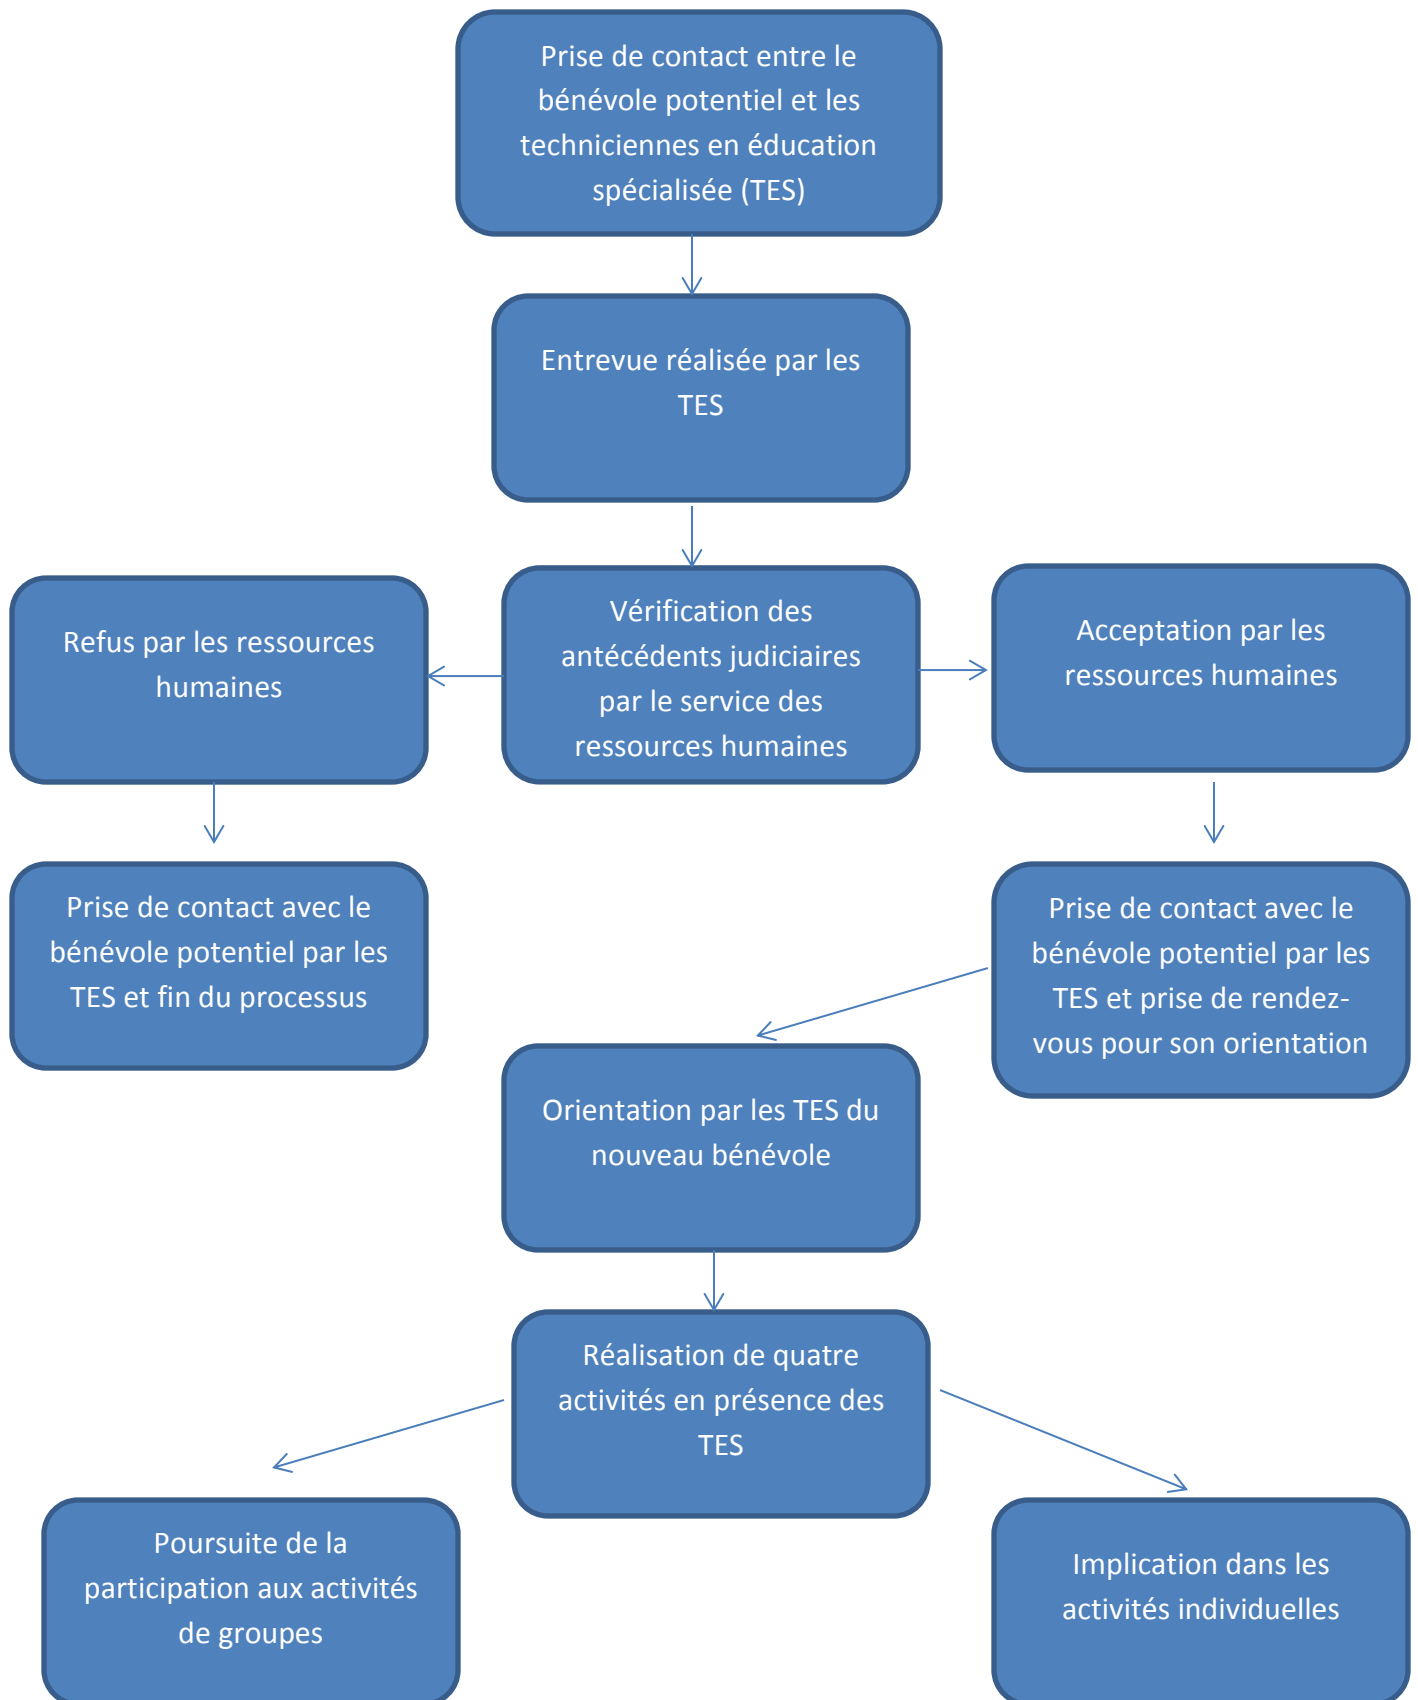 Prise de contact entre le
bénévole potentiel et les
techniciennes en éducation
spécialisée (TES)
Entrevue réalisée par les
TES
Refus par les ressources
humaines
Vérification des
antécédents judiciaires
par le service des
ressources humaines
Acceptation par les
ressources humaines
Prise de contact avec le
bénévole potentiel par les
TES et fin du processus
Prise de contact avec le
bénévole potentiel par les
TES et prise de rendez-
vous pour son orientation
Orientation par les TES du
nouveau bénévole
Réalisation de quatre
activités en présence des
TES
Poursuite de la
participation aux activités
de groupes
Implication dans les
activités individuelles